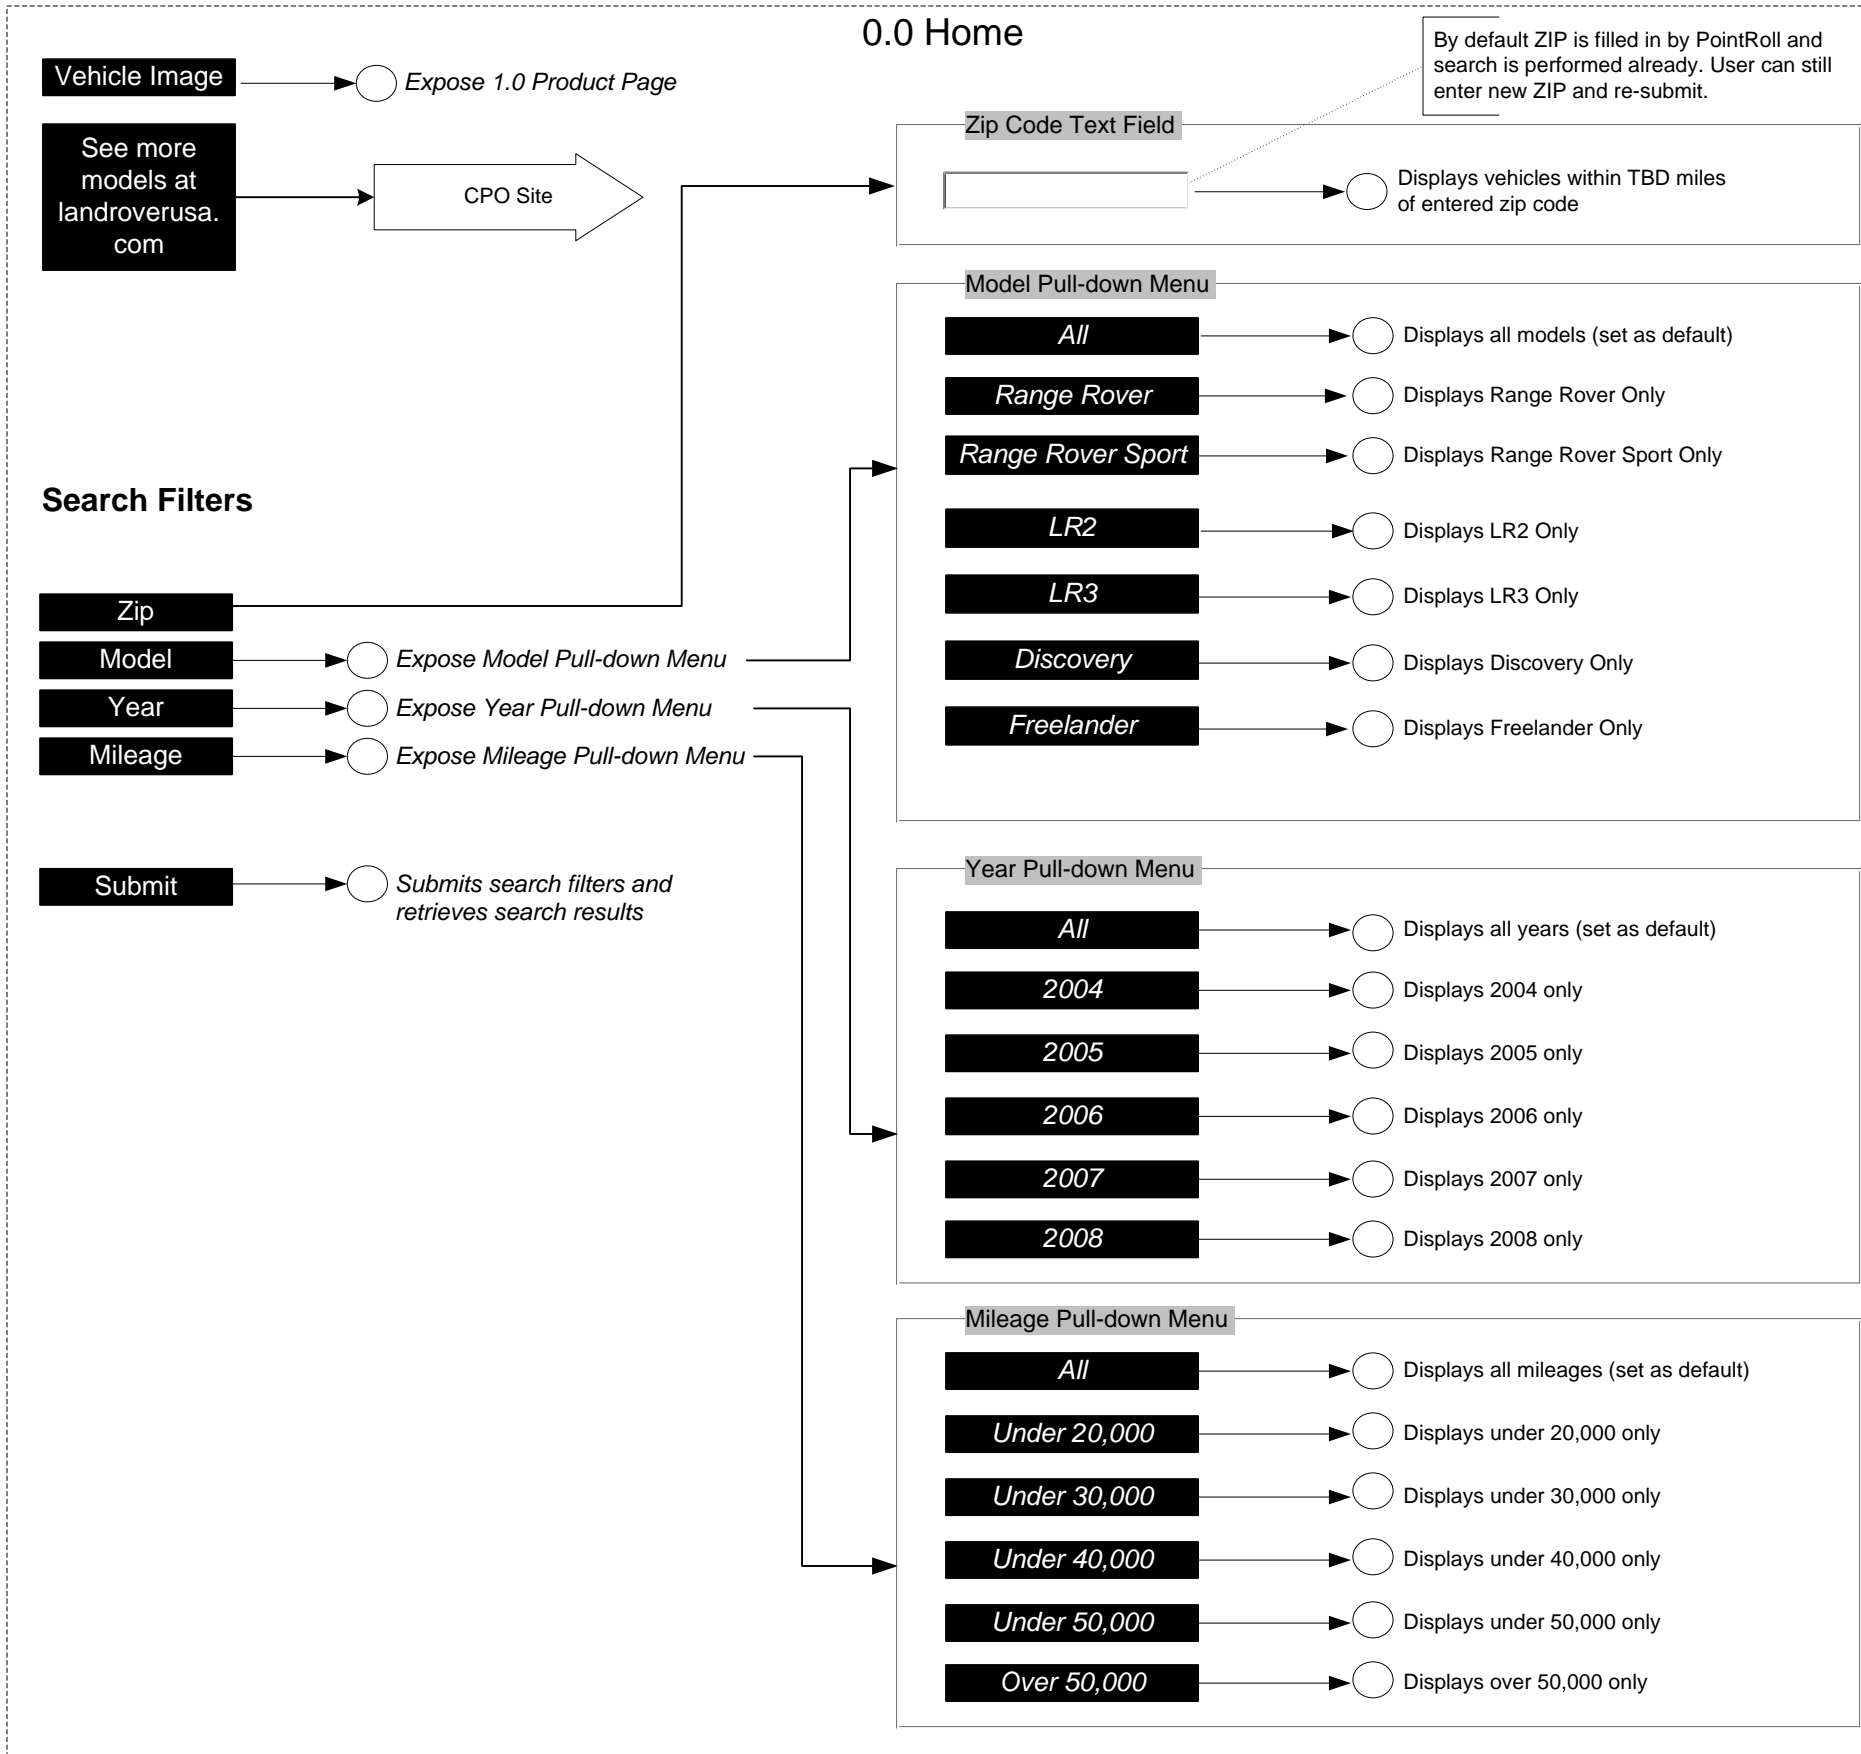 0.0 Home
By default ZIP is filled in by PointRoll and
search is performed already. User can still
enter new ZIP and re-submit.
Vehicle Image
Expose 1.0 Product Page
See more
models at
landroverusa.
com
CPO Site
Search Filters
Zip
Model
Expose Model Pull-down Menu
Year
Expose Year Pull-down Menu
Mileage
Expose Mileage Pull-down Menu
Submit
Submits search filters and
retrieves search results
Zip Code Text Field
Displays vehicles within TBD miles
of entered zip code
Model Pull-down Menu
All
Displays all models (set as default)
Range Rover
Displays Range Rover Only
Range Rover Sport
Displays Range Rover Sport Only
LR2
Displays LR2 Only
LR3
Displays LR3 Only
Discovery
Displays Discovery Only
Freelander
Displays Freelander Only
Year Pull-down Menu
All
Displays all years (set as default)
2004
Displays 2004 only
2005
Displays 2005 only
2006
Displays 2006 only
2007
Displays 2007 only
2008
Displays 2008 only
Mileage Pull-down Menu
All
Displays all mileages (set as default)
Under 20,000
Displays under 20,000 only
Under 30,000
Displays under 30,000 only
Under 40,000
Displays under 40,000 only
Under 50,000
Displays under 50,000 only
Over 50,000
Displays over 50,000 only